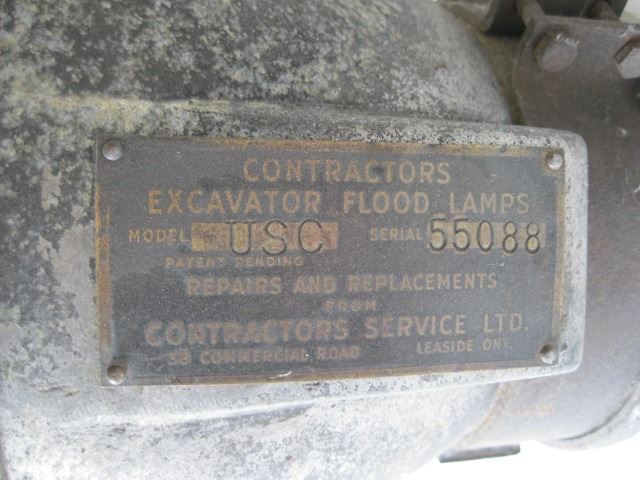 CONTRACTORS
EXCAVATOR FLOOD LAMPS
MODEL USC SERIAL 55088
PATENT PENDING
REPAIRS AND REPLACEMENTS
FROM
CONTRACTORS SERVICE LTD.
38 COMMERCIAL ROAD LEASIDE ONT.